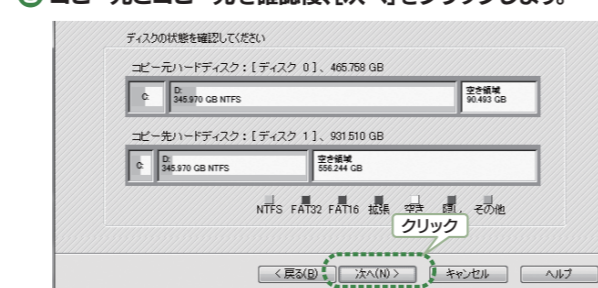 コピー元とコピー先を確認後、[次へ]をクリックします。
ディスクの状態を確認してください
コピー元ハードディスク：[ディスク 0]、465.758 GB
C:
D:
345.970 GB NTFS
空き領域
90.493 GB
コピー先ハードディスク：[ディスク 1]、931.510 GB
C:
D:
345.970 GB NTFS
空き領域
556.244 GB
NTFS FAT32 FAT16 拡張 空き 隠し その他
クリック
< 戻る(B) 次へ(N) > キャンセル ヘルプ